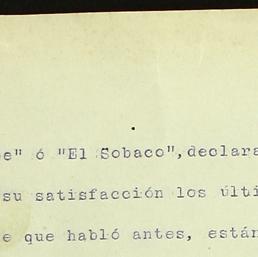 e" ó "El Sobaco", declara
su satisfacción los últi
e que habló antes, están